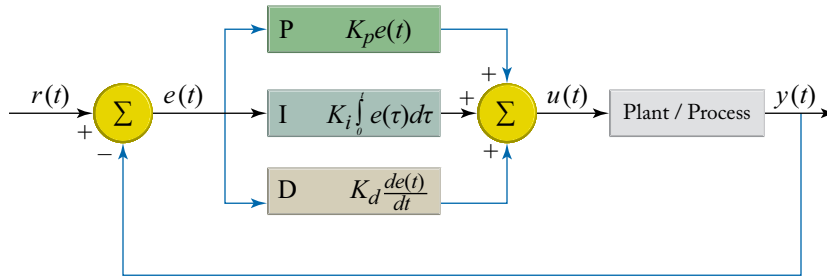 P K_p e(t)
r(t) e(t) + u(t) y(t)
+ Σ I K_i ∫_0^t e(τ)dτ + Σ Plant / Process
− +
D K_d de(t)/dt